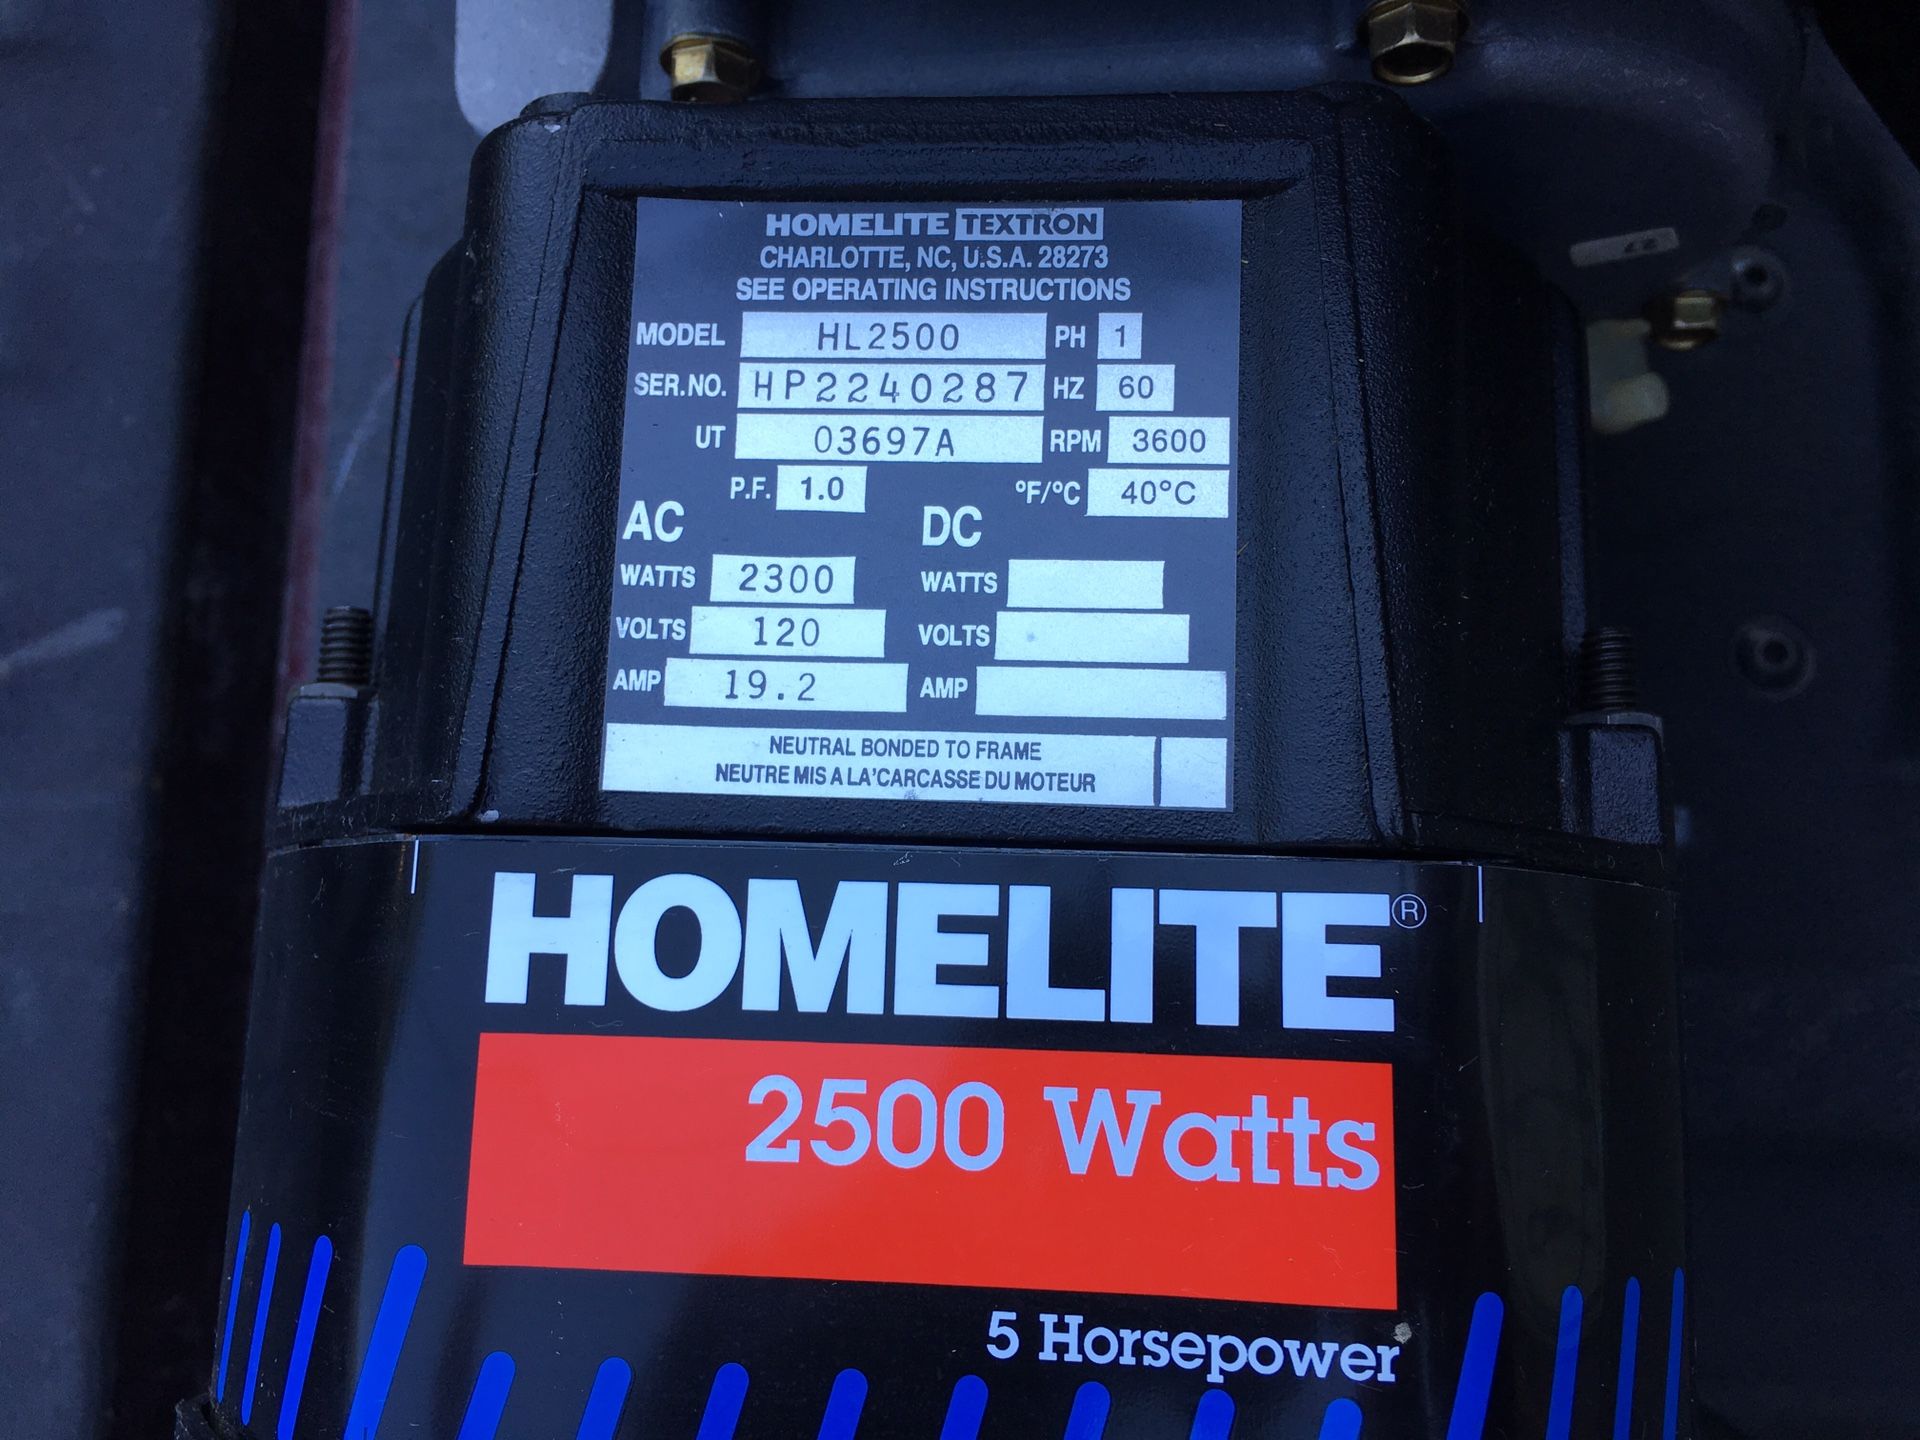 HOMELITE TEXTRON
CHARLOTTE, NC, U.S.A. 28273
SEE OPERATING INSTRUCTIONS
MODEL HL2500 PH 1
SER.NO. HP2240287 HZ 60
UT 03697A RPM 3600
P.F. 1.0 °F/°C 40°C
AC DC
WATTS 2300 WATTS
VOLTS 120 VOLTS
AMP 19.2 AMP
NEUTRAL BONDED TO FRAME
NEUTRE MIS A LA'CARCASSE DU MOTEUR
HOMELITE®
2500 Watts
5 Horsepower